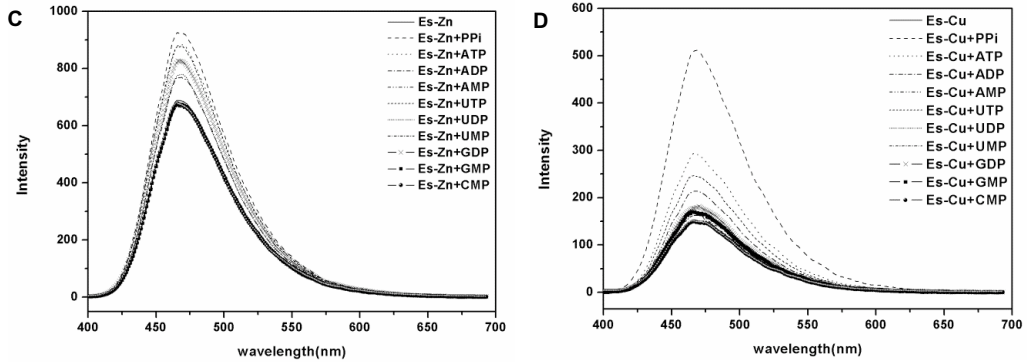 C
Es-Zn
Es-Zn+PPi
Es-Zn+ATP
Es-Zn+ADP
Es-Zn+AMP
Es-Zn+UTP
Es-Zn+UDP
Es-Zn+UMP
Es-Zn+GDP
Es-Zn+GMP
Es-Zn+CMP
Intensity
1000
800
600
400
200
0
400 450 500 550 600 650 700
wavelength(nm)
D
Es-Cu
Es-Cu+PPi
Es-Cu+ATP
Es-Cu+ADP
Es-Cu+AMP
Es-Cu+UTP
Es-Cu+UDP
Es-Cu+UMP
Es-Cu+GDP
Es-Cu+GMP
Es-Cu+CMP
Intensity
600
500
400
300
200
100
0
400 450 500 550 600 650 700
wavelength(nm)